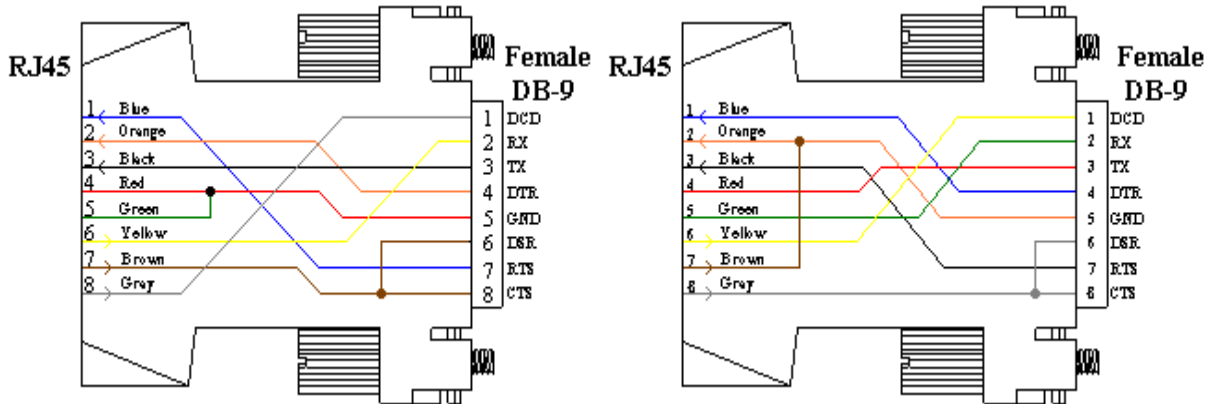 RJ45
Female
DB-9
1 Blue
2 Orange
3 Black
4 Red
5 Green
6 Yellow
7 Brown
8 Grey
1 DCD
2 RX
3 TX
4 DTR
5 GND
6 DSR
7 RTS
8 CTS
RJ45
Female
DB-9
1 Blue
2 Orange
3 Black
4 Red
5 Green
6 Yellow
7 Brown
8 Grey
1 DCD
2 RX
3 TX
4 DTR
5 GND
6 DSR
7 RTS
8 CTS